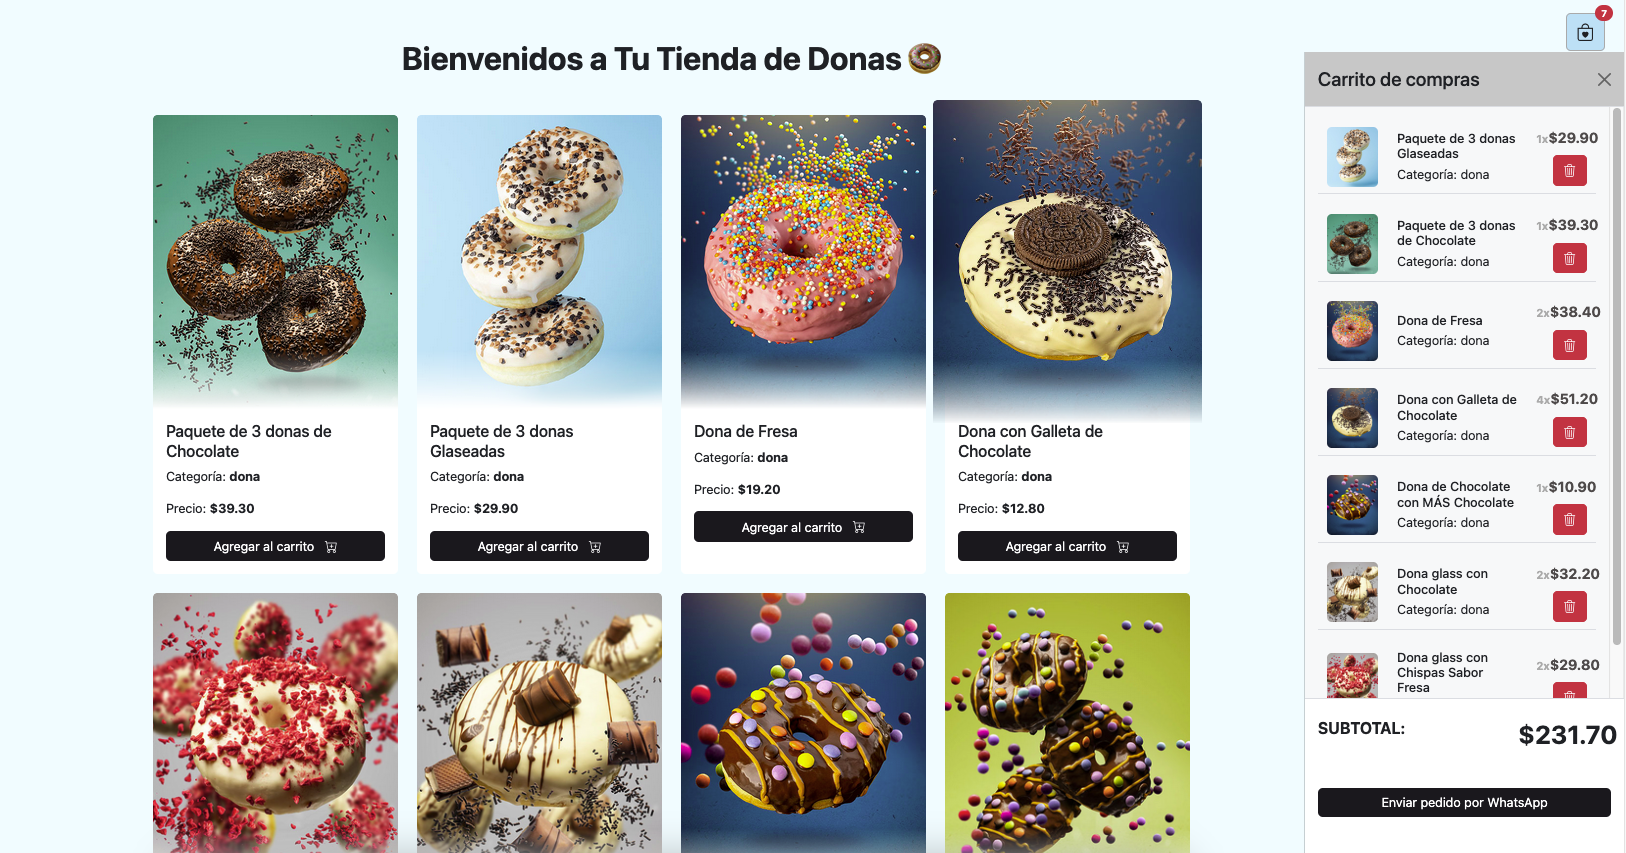 Bienvenidos a Tu Tienda de Donas
7
Paquete de 3 donas de
Chocolate
Categoría: dona
Precio: $39.30
Agregar al carrito
Paquete de 3 donas
Glaseadas
Categoría: dona
Precio: $29.90
Agregar al carrito
Dona de Fresa
Categoría: dona
Precio: $19.20
Agregar al carrito
Dona con Galleta de
Chocolate
Categoría: dona
Precio: $12.80
Agregar al carrito
Carrito de compras
Paquete de 3 donas
Glaseadas
Categoría: dona
1x$29.90
Paquete de 3 donas
de Chocolate
Categoría: dona
1x$39.30
Dona de Fresa
Categoría: dona
2x$38.40
Dona con Galleta de
Chocolate
Categoría: dona
4x$51.20
Dona de Chocolate
con MÁS Chocolate
Categoría: dona
1x$10.90
Dona glass con
Chocolate
Categoría: dona
2x$32.20
Dona glass con
Chispas Sabor
Fresa
2x$29.80
SUBTOTAL:
$231.70
Enviar pedido por WhatsApp